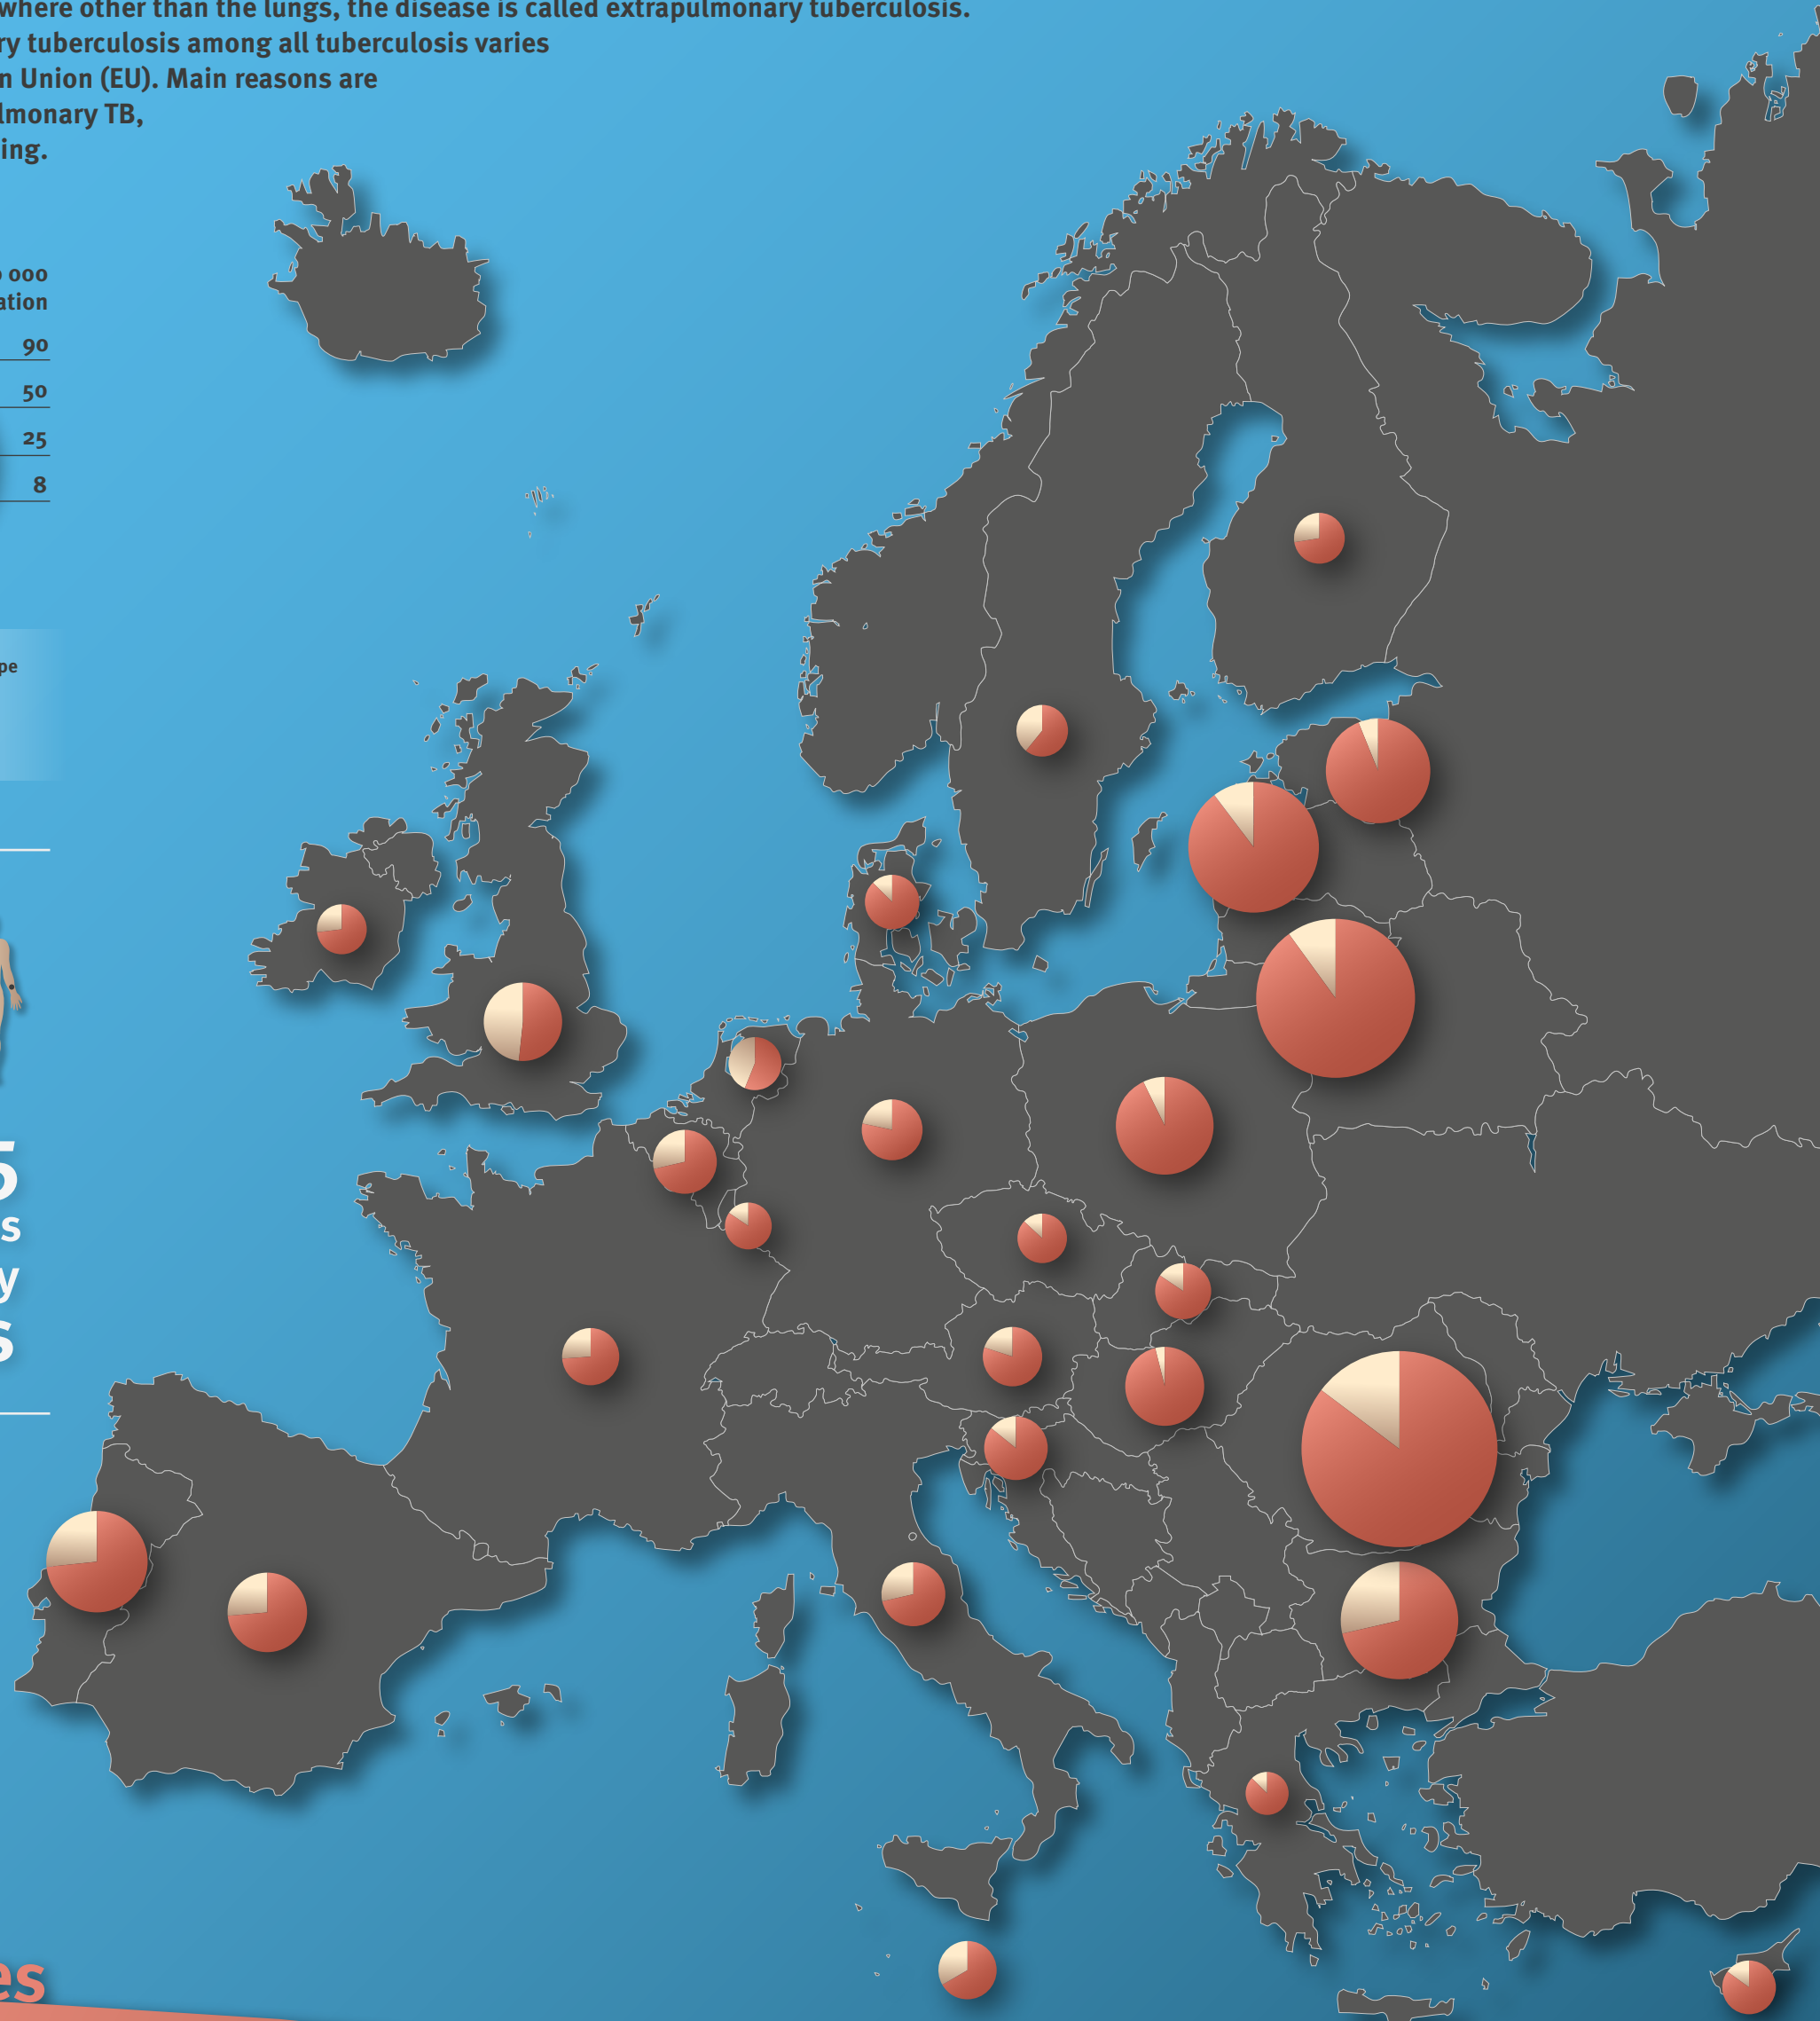 where other than the lungs, the disease is called extrapulmonary tuberculosis.
ry tuberculosis among all tuberculosis varies
n Union (EU). Main reasons are
lmonary TB,
ing.
000
ation
90
50
25
8
pe
5
s
y
s
es